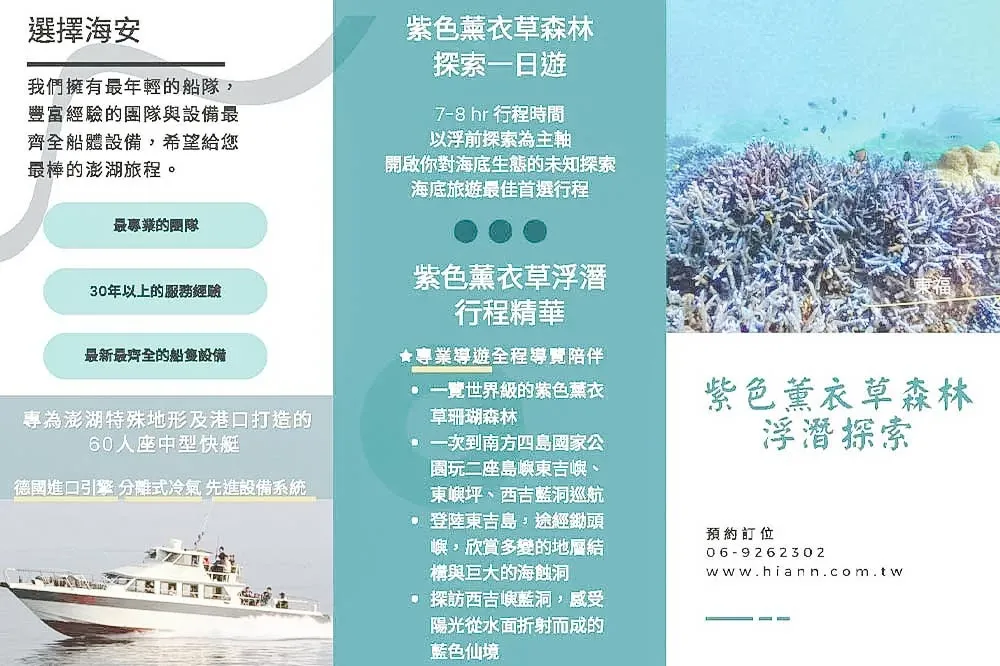 選擇海安
我們擁有最年輕的船隊，
豐富經驗的團隊與設備最
齊全船體設備，希望給您
最棒的澎湖旅程。
最專業的團隊
30年以上的服務經驗
最新最齊全的船隻設備
專為澎湖特殊地形及港口打造的
60人座中型快艇
德國進口引擎 分離式冷氣 先進設備系統
紫色薰衣草森林
探索一日遊
7-8 hr 行程時間
以浮前探索為主軸
開啟你對海底生態的未知探索
海底旅遊最佳首選行程
紫色薰衣草浮潛
行程精華
★專業導遊全程導覽陪伴
• 一覽世界級的紫色薰衣
草珊瑚森林
• 一次到南方四島國家公
園玩二座島嶼東吉嶼、
東嶼坪、西吉藍洞巡航
• 登陸東吉島，途經鋤頭
嶼，欣賞多變的地層結
構與巨大的海蝕洞
• 探訪西吉嶼藍洞，感受
陽光從水面折射而成的
藍色仙境
東福
紫色薰衣草森林
浮潛探索
預約訂位
06-9262302
www.hiann.com.tw